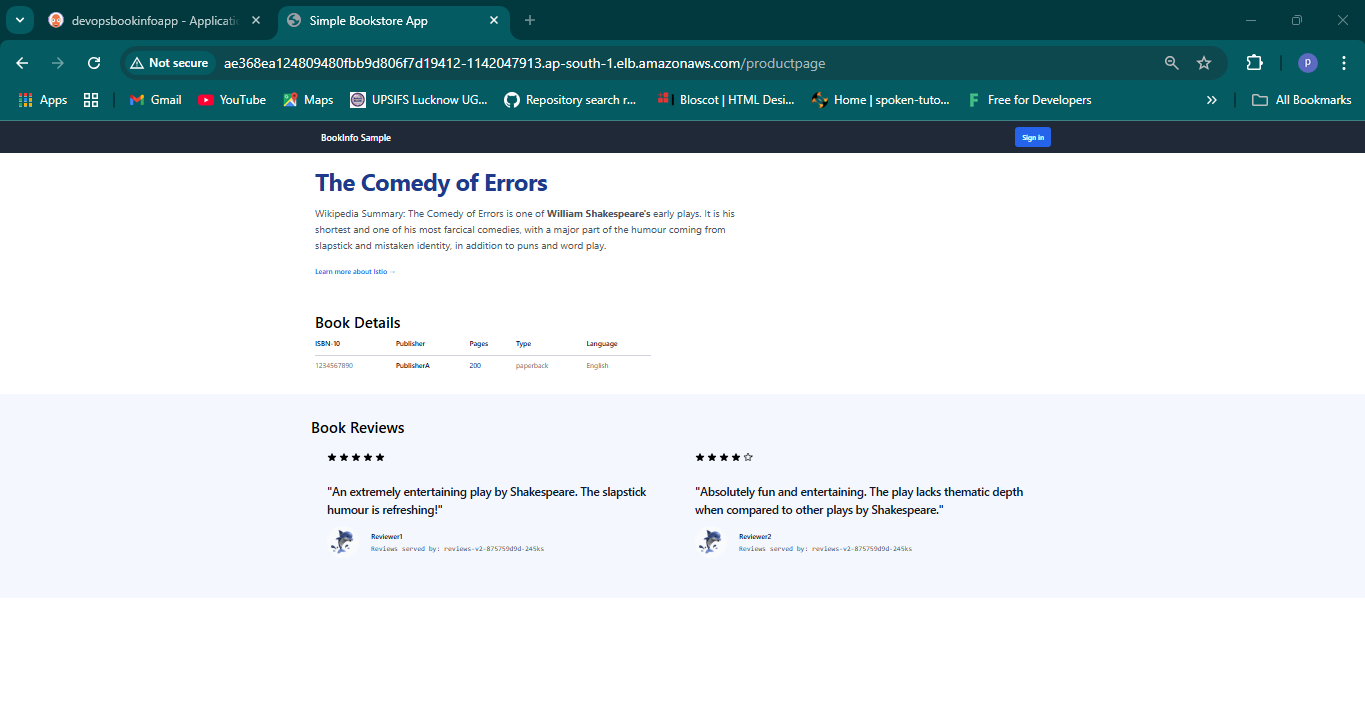 devopsbookinfoapp - Applicati
Simple Bookstore App
Not secure
ae368ea124809480fbb9d806f7d19412-1142047913.ap-south-1.elb.amazonaws.com/productpage
P
Apps
Gmail
YouTube
Maps
UPSIFS Lucknow UG...
Repository search r...
Bloscot | HTML Desi...
Home | spoken-tuto...
Free for Developers
All Bookmarks
BookInfo Sample
Sign in
The Comedy of Errors
Wikipedia Summary: The Comedy of Errors is one of William Shakespeare's early plays. It is his
shortest and one of his most farcical comedies, with a major part of the humour coming from
slapstick and mistaken identity, in addition to puns and word play.
Learn more about Istio →
Book Details
ISBN-10 Publisher Pages Type Language
1234567890 PublisherA 200 paperback English
Book Reviews
★★★★★
"An extremely entertaining play by Shakespeare. The slapstick
humour is refreshing!"
Reviewer1
Reviews served by: reviews-v2-875759d9d-245ks
★★★★☆
"Absolutely fun and entertaining. The play lacks thematic depth
when compared to other plays by Shakespeare."
Reviewer2
Reviews served by: reviews-v2-875759d9d-245ks